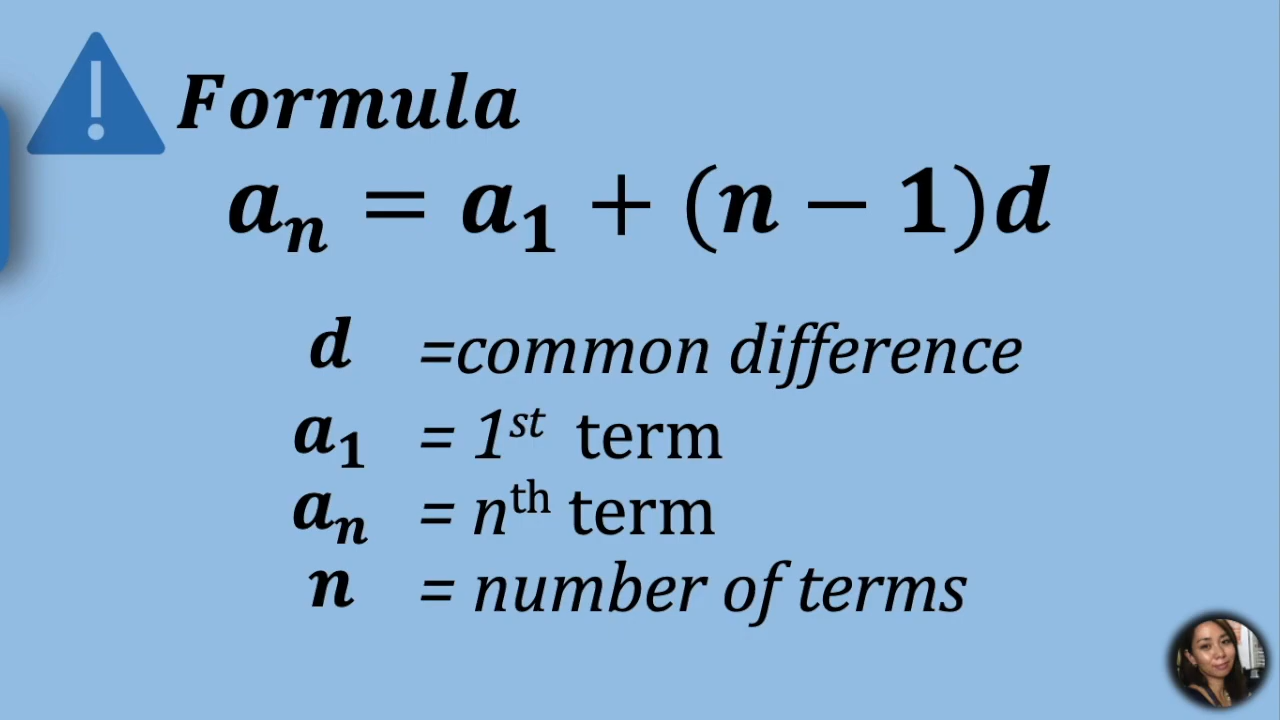 Formula
aₙ = a₁ + (n − 1)d
d =common difference
a₁ = 1ˢᵗ term
aₙ = nᵗʰ term
n = number of terms